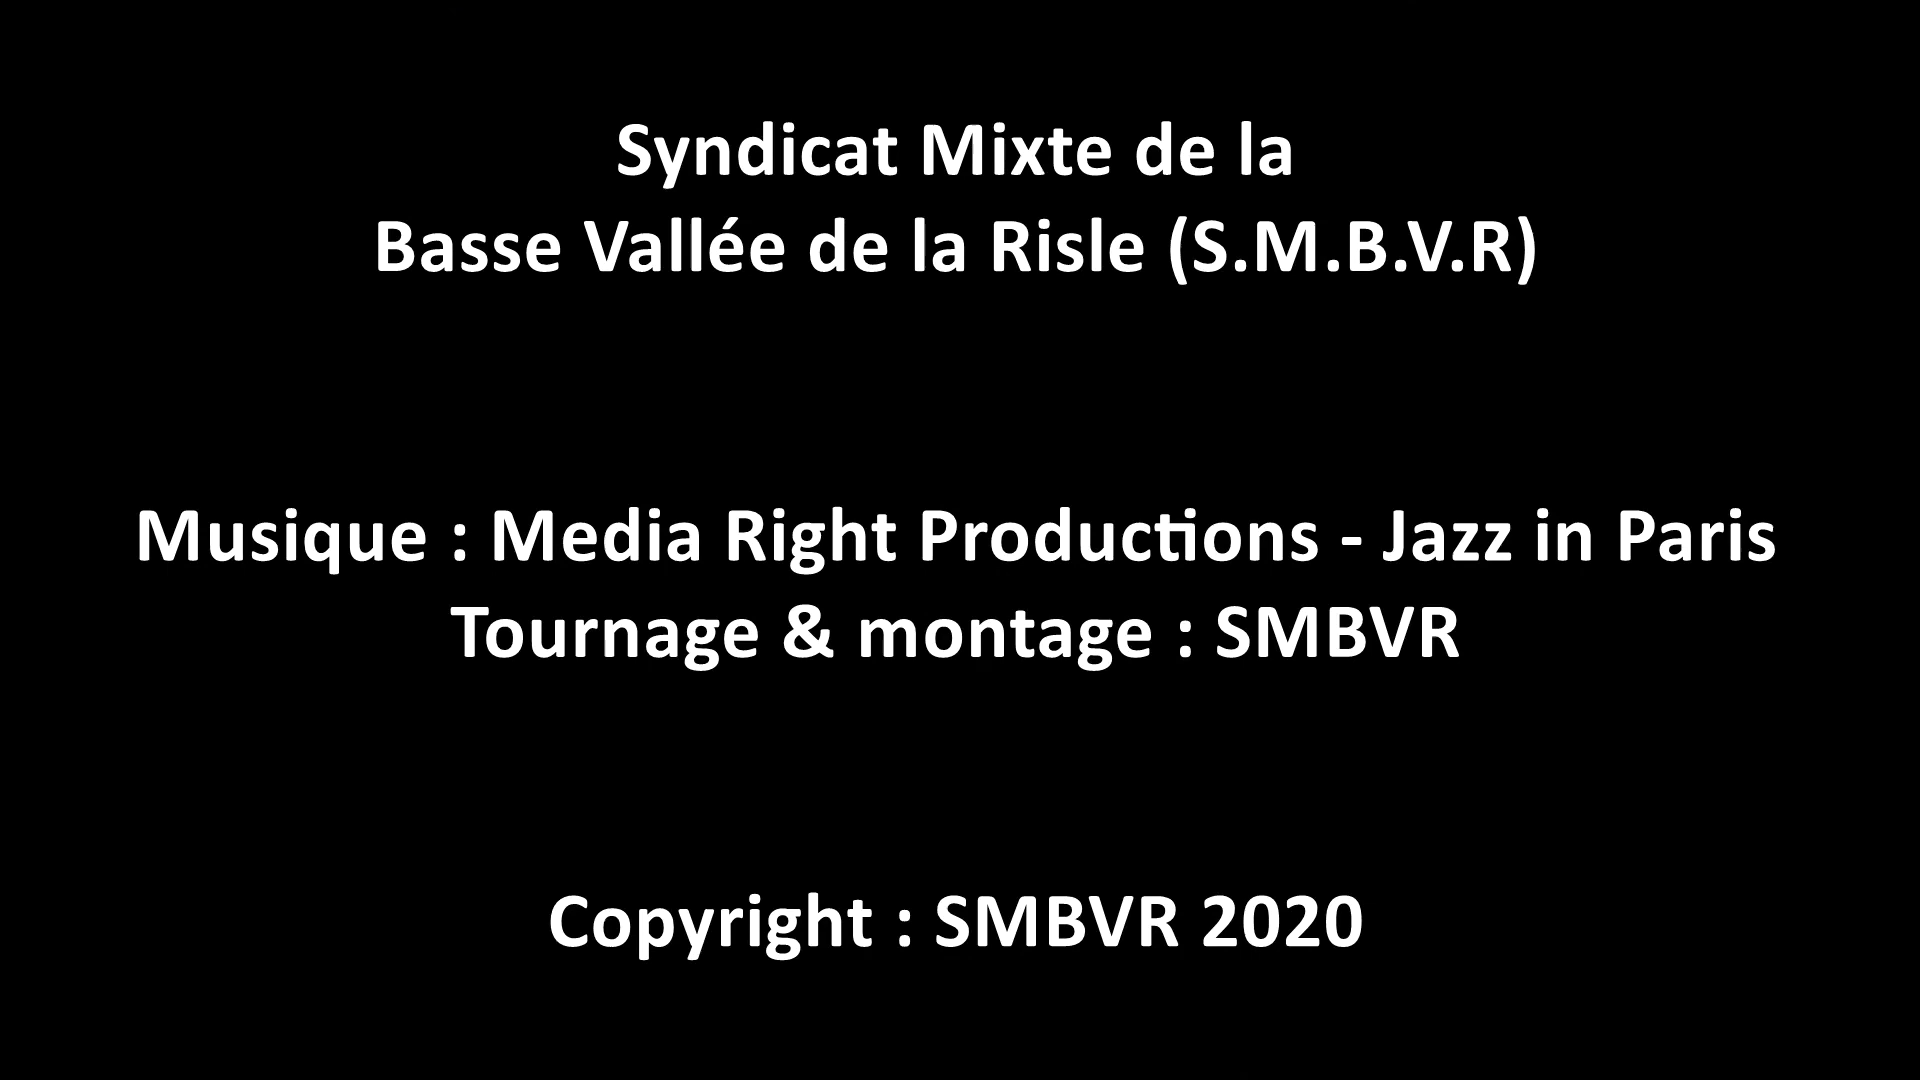 Syndicat Mixte de la
Basse Vallée de la Risle (S.M.B.V.R)
Musique : Media Right Productions - Jazz in Paris
Tournage & montage : SMBVR
Copyright : SMBVR 2020